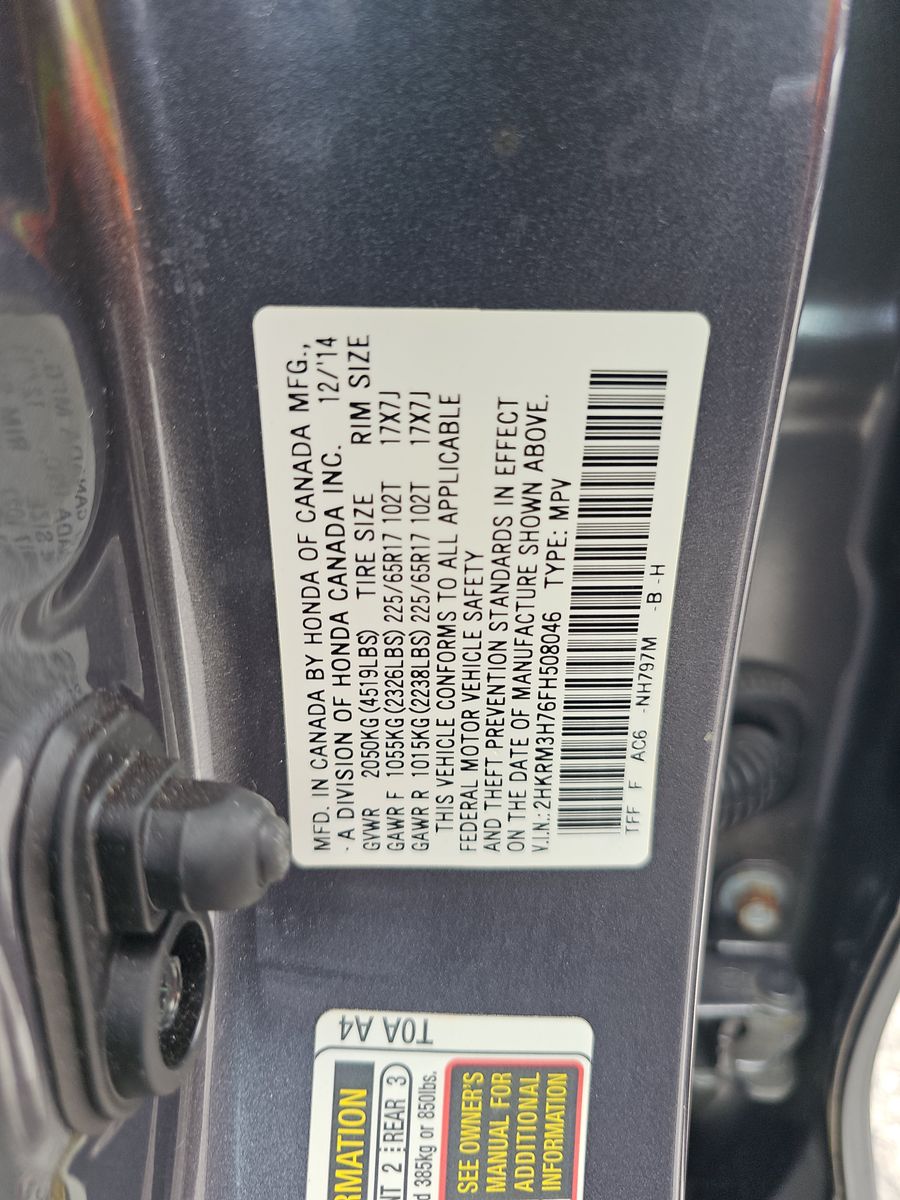 MFD. IN CANADA BY HONDA OF CANADA MFG.,
- A DIVISION OF HONDA CANADA INC. 12/'14
GVWR 2050KG(4519LBS) TIRE SIZE RIM SIZE
GAWR F 1055KG(2326LBS) 225/65R17 102T 17X7J
GAWR R 1015KG(2238LBS) 225/65R17 102T 17X7J
THIS VEHICLE CONFORMS TO ALL APPLICABLE
FEDERAL MOTOR VEHICLE SAFETY
AND THEFT PREVENTION STANDARDS IN EFFECT
ON THE DATE OF MANUFACTURE SHOWN ABOVE.
V.I.N.: 2HKRM3H76FH508046 TYPE: MPV
F AC6 -NH797M -B -H
T0A A4
2 REAR 3
385kg or 850lbs.
SEE OWNER'S
MANUAL FOR
ADDITIONAL
INFORMATION